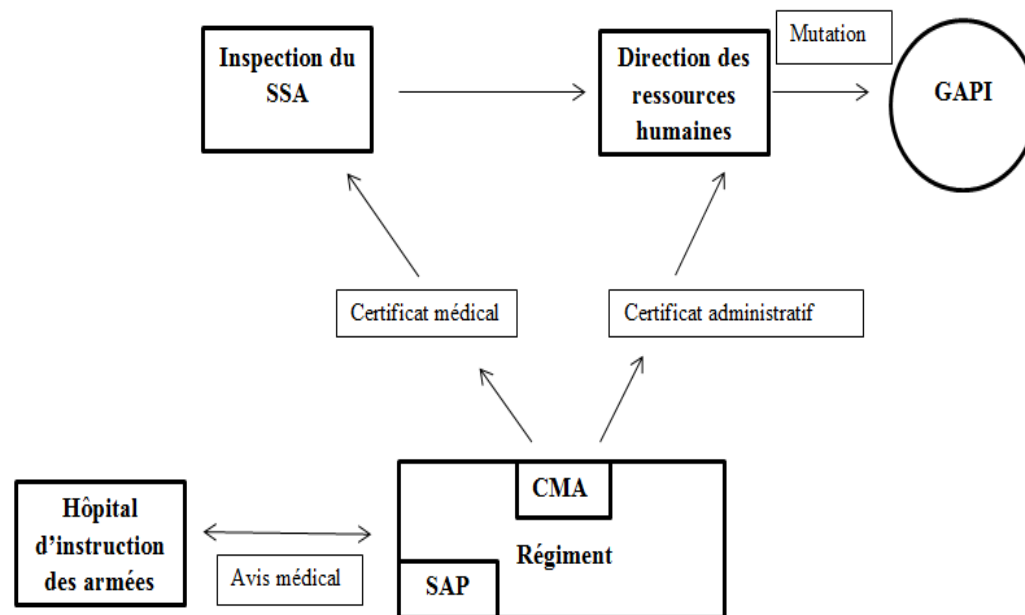 Inspection du
SSA
Direction des
ressources
humaines
Mutation
GAPI
Certificat médical
Certificat administratif
Hôpital
d'instruction
des armées
Avis médical
CMA
Régiment
SAP